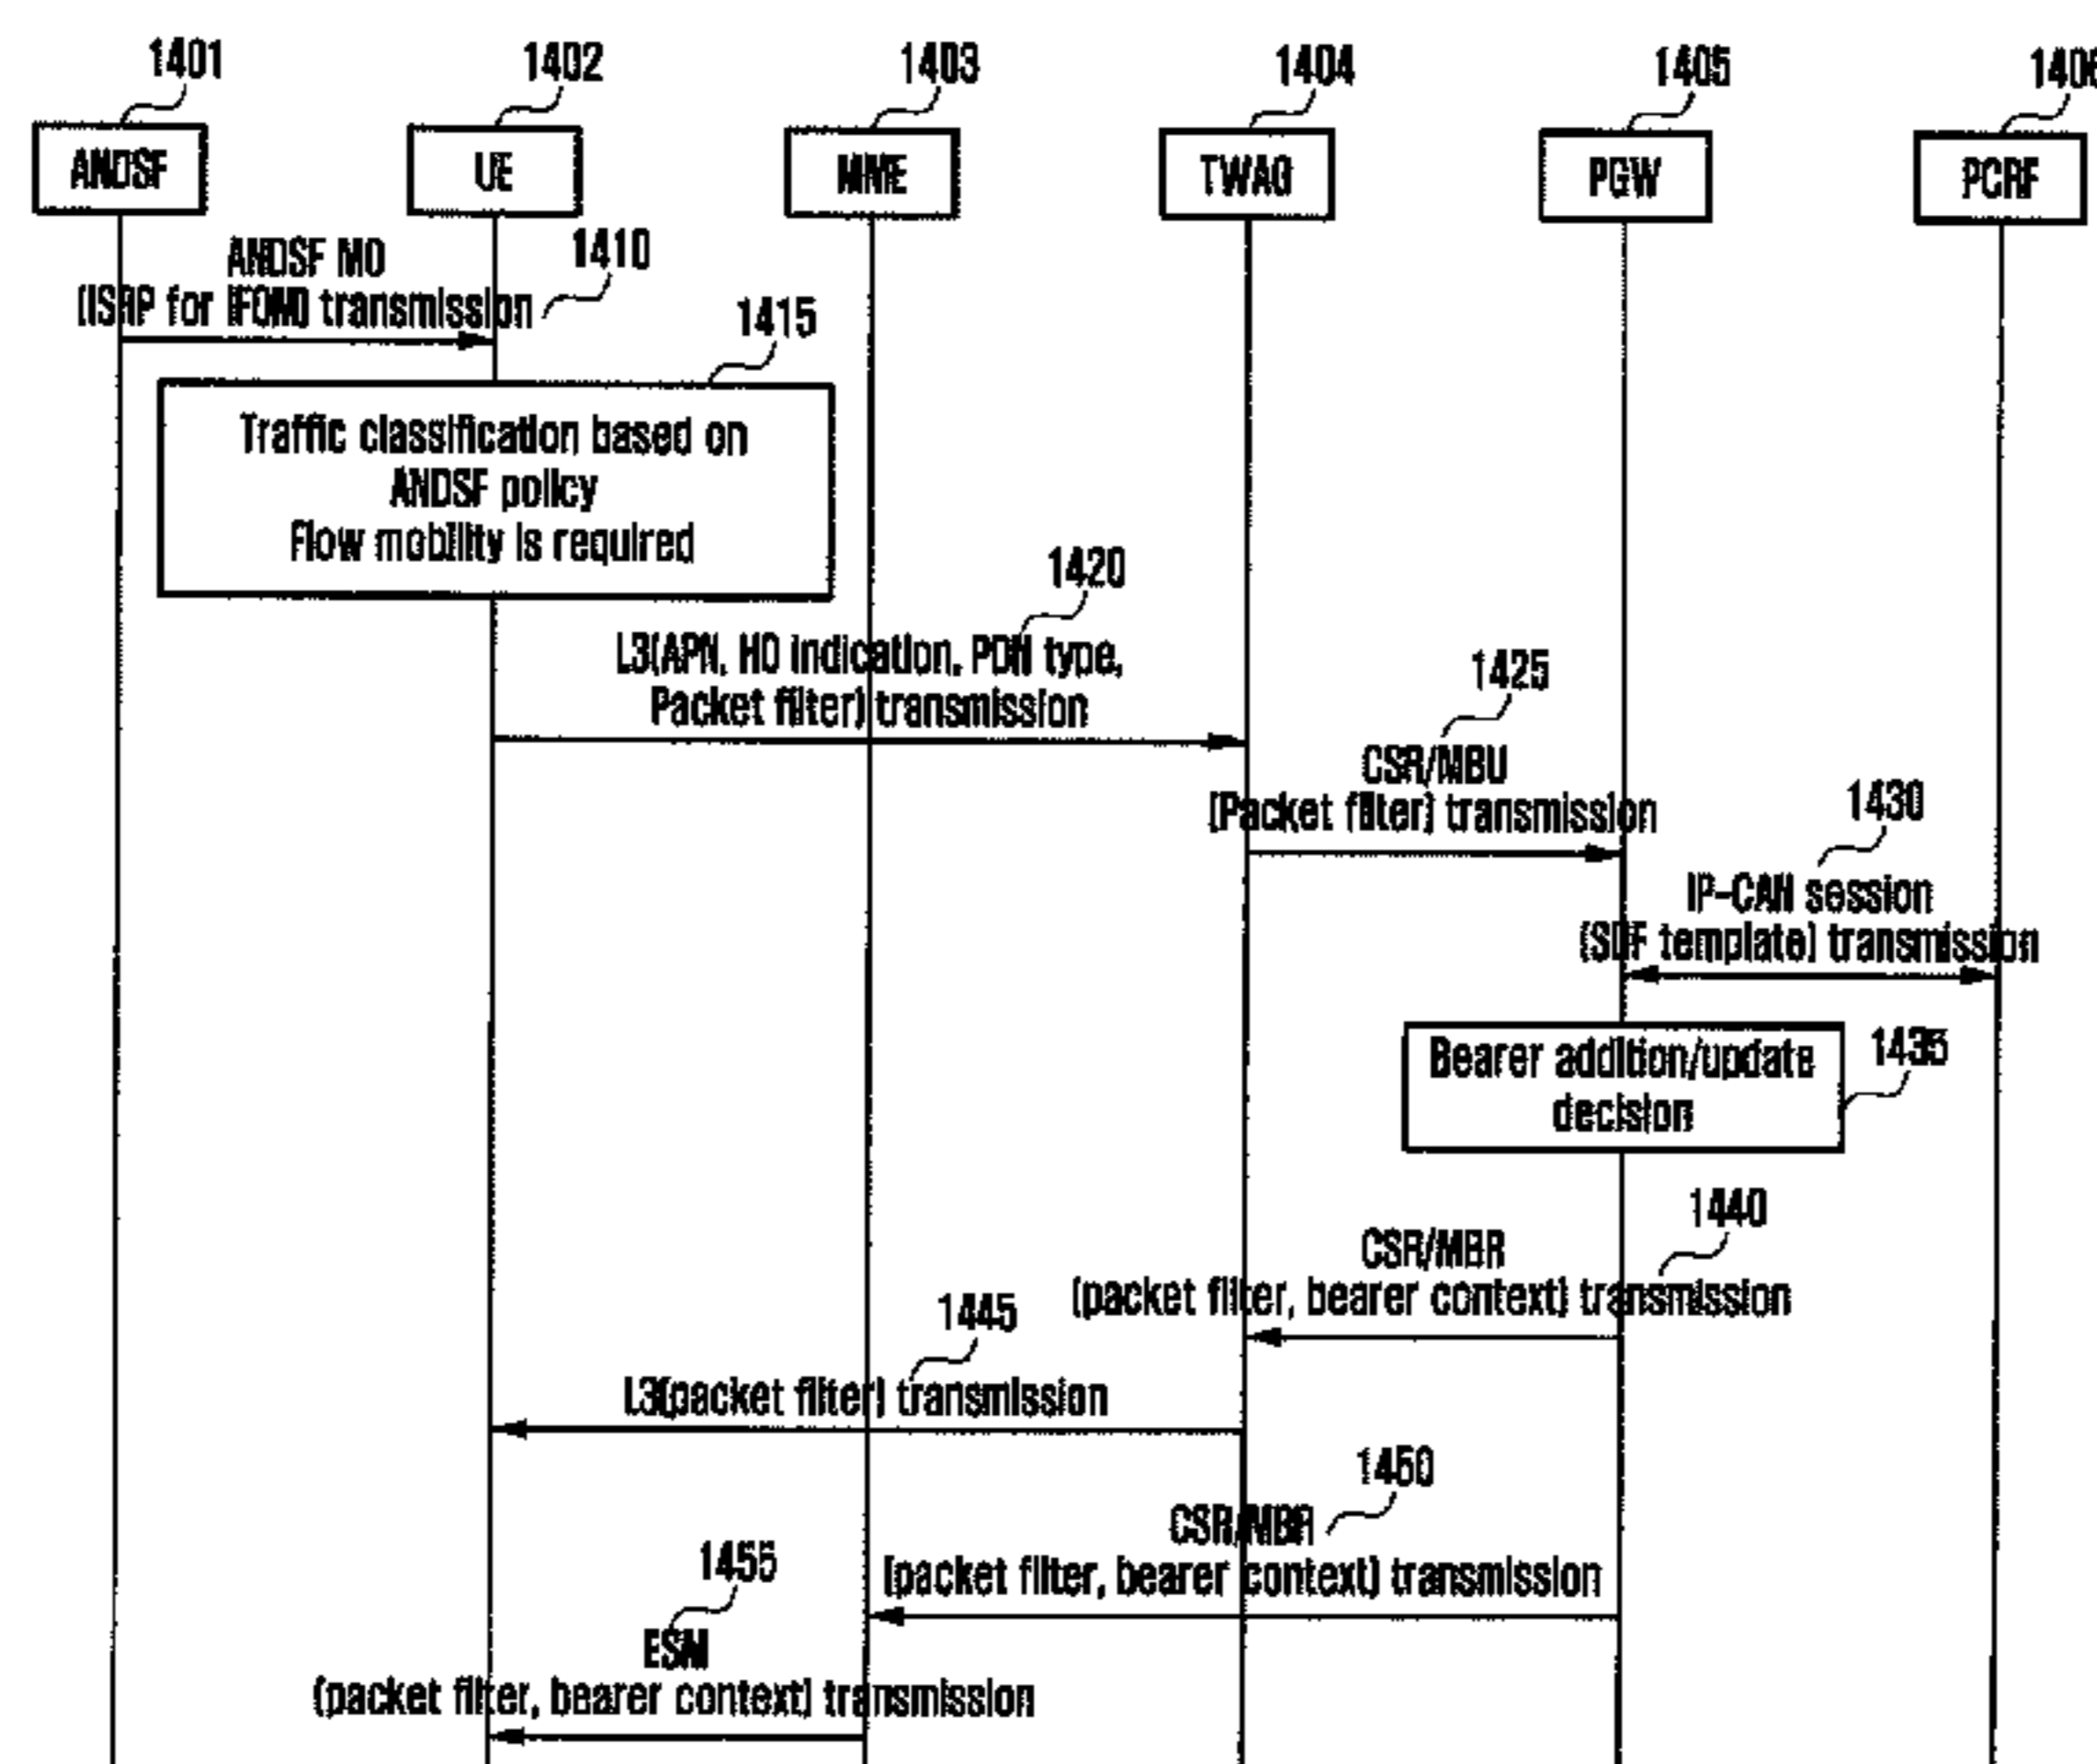 1401 1402 1403 1404 1405 1406
ANDSF UE MME TWAG PGW PCRF
ANDSF MO
(ISRP for IFOM) transmission
1410
1415
Traffic classification based on
ANDSF policy
Flow mobility is required
1420
L3(APN, HO indication, PDN type,
Packet filter) transmission
1425
CSR/MBU
(Packet filter) transmission
1430
IP-CAN session
(SDF template) transmission
Bearer addition/update
decision
1435
1440
CSR/MBR
(packet filter, bearer context) transmission
1445
L3(packet filter) transmission
1450
CSR/MBR
(packet filter, bearer context) transmission
1455
ESM
(packet filter, bearer context) transmission